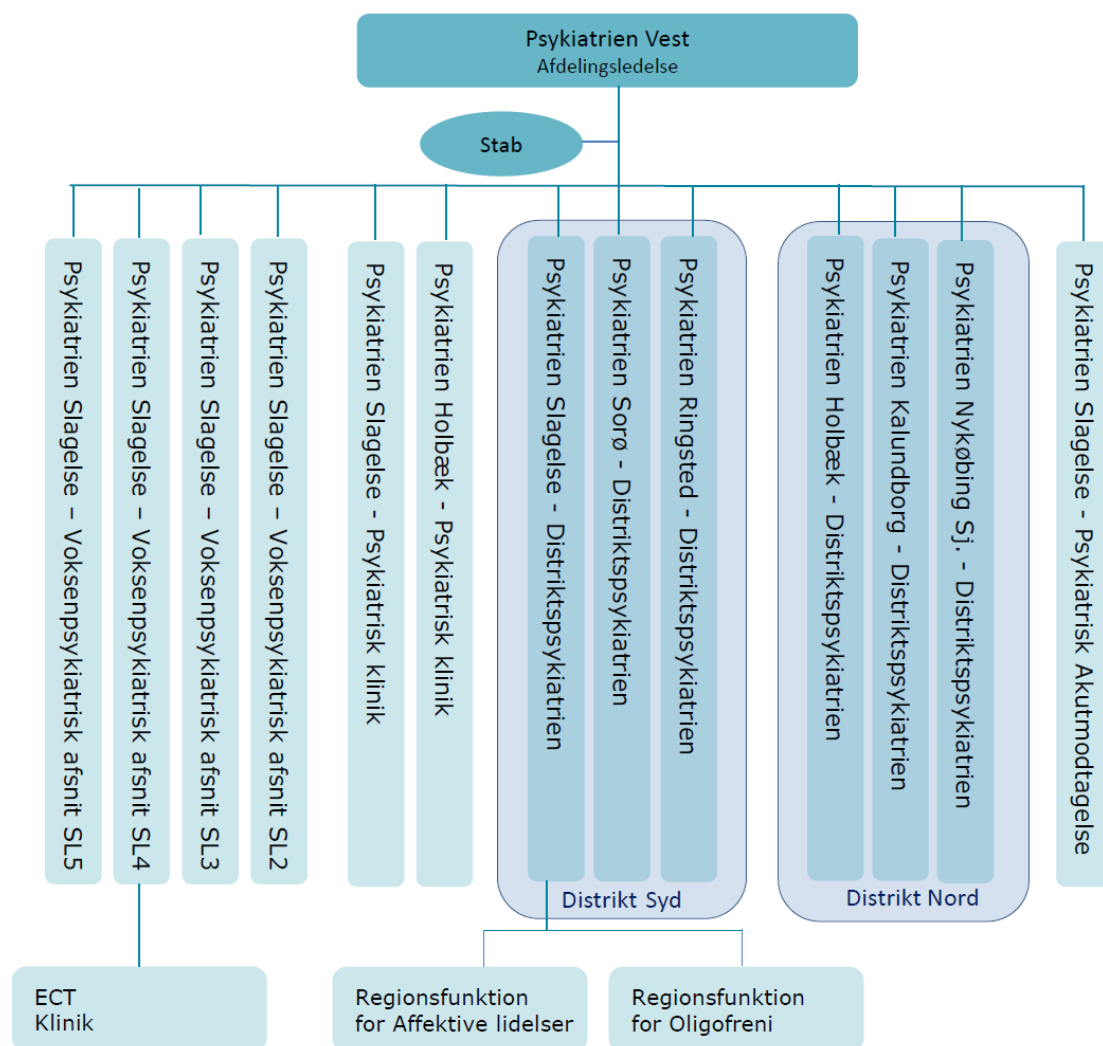 Psykiatrien Vest
Afdelingsledelse
Stab
Psykiatrien Slagelse – Voksenpsykiatrisk afsnit SL5
Psykiatrien Slagelse – Voksenpsykiatrisk afsnit SL4
Psykiatrien Slagelse – Voksenpsykiatrisk afsnit SL3
Psykiatrien Slagelse – Voksenpsykiatrisk afsnit SL2
Psykiatrien Slagelse - Psykiatrisk klinik
Psykiatrien Holbæk - Psykiatrisk klinik
Psykiatrien Slagelse - Distriktspsykiatrien
Psykiatrien Sorø - Distriktspsykiatrien
Psykiatrien Ringsted - Distriktspsykiatrien
Distrikt Syd
Psykiatrien Holbæk - Distriktspsykiatrien
Psykiatrien Kalundborg - Distriktspsykiatrien
Psykiatrien Nykøbing Sj. - Distriktspsykiatrien
Distrikt Nord
Psykiatrien Slagelse - Psykiatrisk Akutmodtagelse
ECT
Klinik
Regionsfunktion
for Affektive lidelser
Regionsfunktion
for Oligofreni